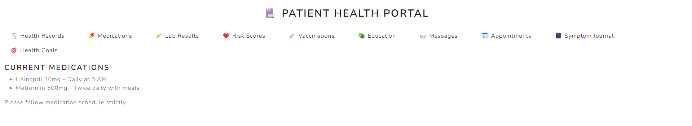 PATIENT HEALTH PORTAL
Health Records Medications Lab Results Risk Scores Vaccinations Education Messages Appointments Symptom Journal
Health Goals
CURRENT MEDICATIONS
Lisinopril 10mg - Daily at 8 AM
Metformin 500mg - Twice daily with meals
Please follow medication schedule strictly.